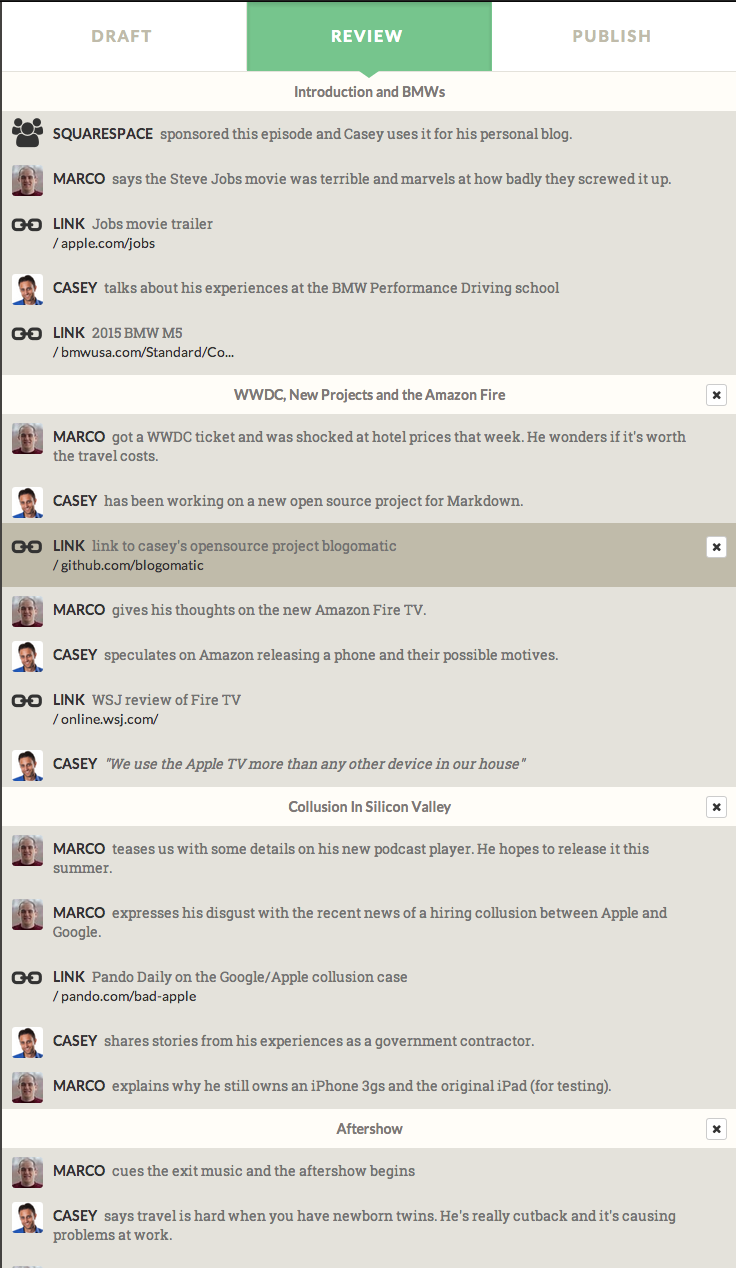 DRAFT REVIEW PUBLISH
Introduction and BMWs
SQUARESPACE sponsored this episode and Casey uses it for his personal blog.
MARCO says the Steve Jobs movie was terrible and marvels at how badly they screwed it up.
LINK Jobs movie trailer
/ apple.com/jobs
CASEY talks about his experiences at the BMW Performance Driving school
LINK 2015 BMW M5
/ bmwusa.com/Standard/Co...
WWDC, New Projects and the Amazon Fire
MARCO got a WWDC ticket and was shocked at hotel prices that week. He wonders if it's worth
the travel costs.
CASEY has been working on a new open source project for Markdown.
LINK link to casey's opensource project blogomatic
/ github.com/blogomatic
MARCO gives his thoughts on the new Amazon Fire TV.
CASEY speculates on Amazon releasing a phone and their possible motives.
LINK WSJ review of Fire TV
/ online.wsj.com/
CASEY "We use the Apple TV more than any other device in our house"
Collusion In Silicon Valley
MARCO teases us with some details on his new podcast player. He hopes to release it this
summer.
MARCO expresses his disgust with the recent news of a hiring collusion between Apple and
Google.
LINK Pando Daily on the Google/Apple collusion case
/ pando.com/bad-apple
CASEY shares stories from his experiences as a government contractor.
MARCO explains why he still owns an iPhone 3gs and the original iPad (for testing).
Aftershow
MARCO cues the exit music and the aftershow begins
CASEY says travel is hard when you have newborn twins. He's really cutback and it's causing
problems at work.